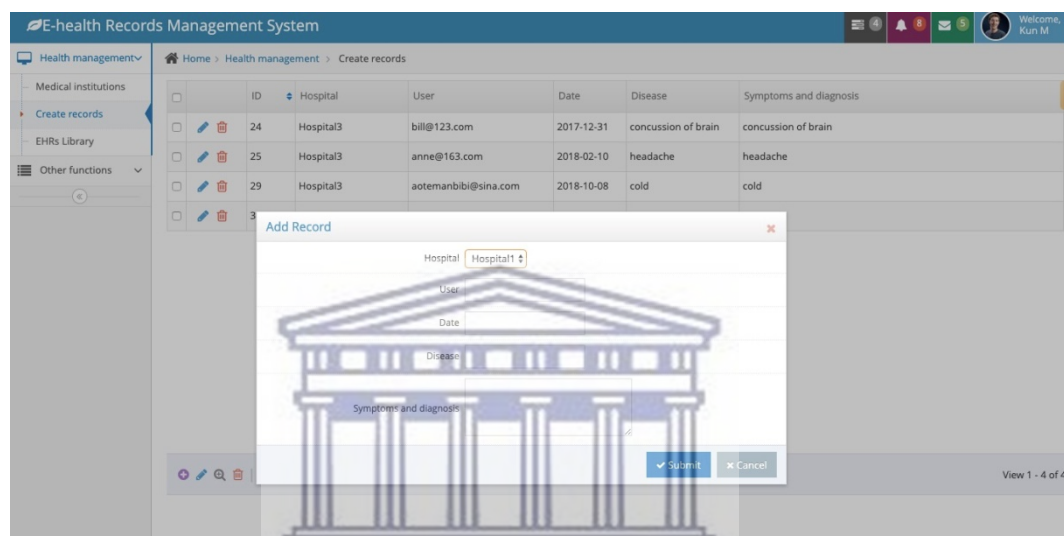 E-health Records Management System
4
8
5
Welcome,
Kun M
Health management
Home > Health management > Create records
Medical institutions
Create records
EHRs Library
Other functions
ID Hospital User Date Disease Symptoms and diagnosis
24 Hospital3 bill@123.com 2017-12-31 concussion of brain concussion of brain
25 Hospital3 anne@163.com 2018-02-10 headache headache
29 Hospital3 aotemanbibi@sina.com 2018-10-08 cold cold
3
Add Record
Hospital Hospital1
User
Date
Disease
Symptoms and diagnosis
Submit Cancel
View 1 - 4 of 4